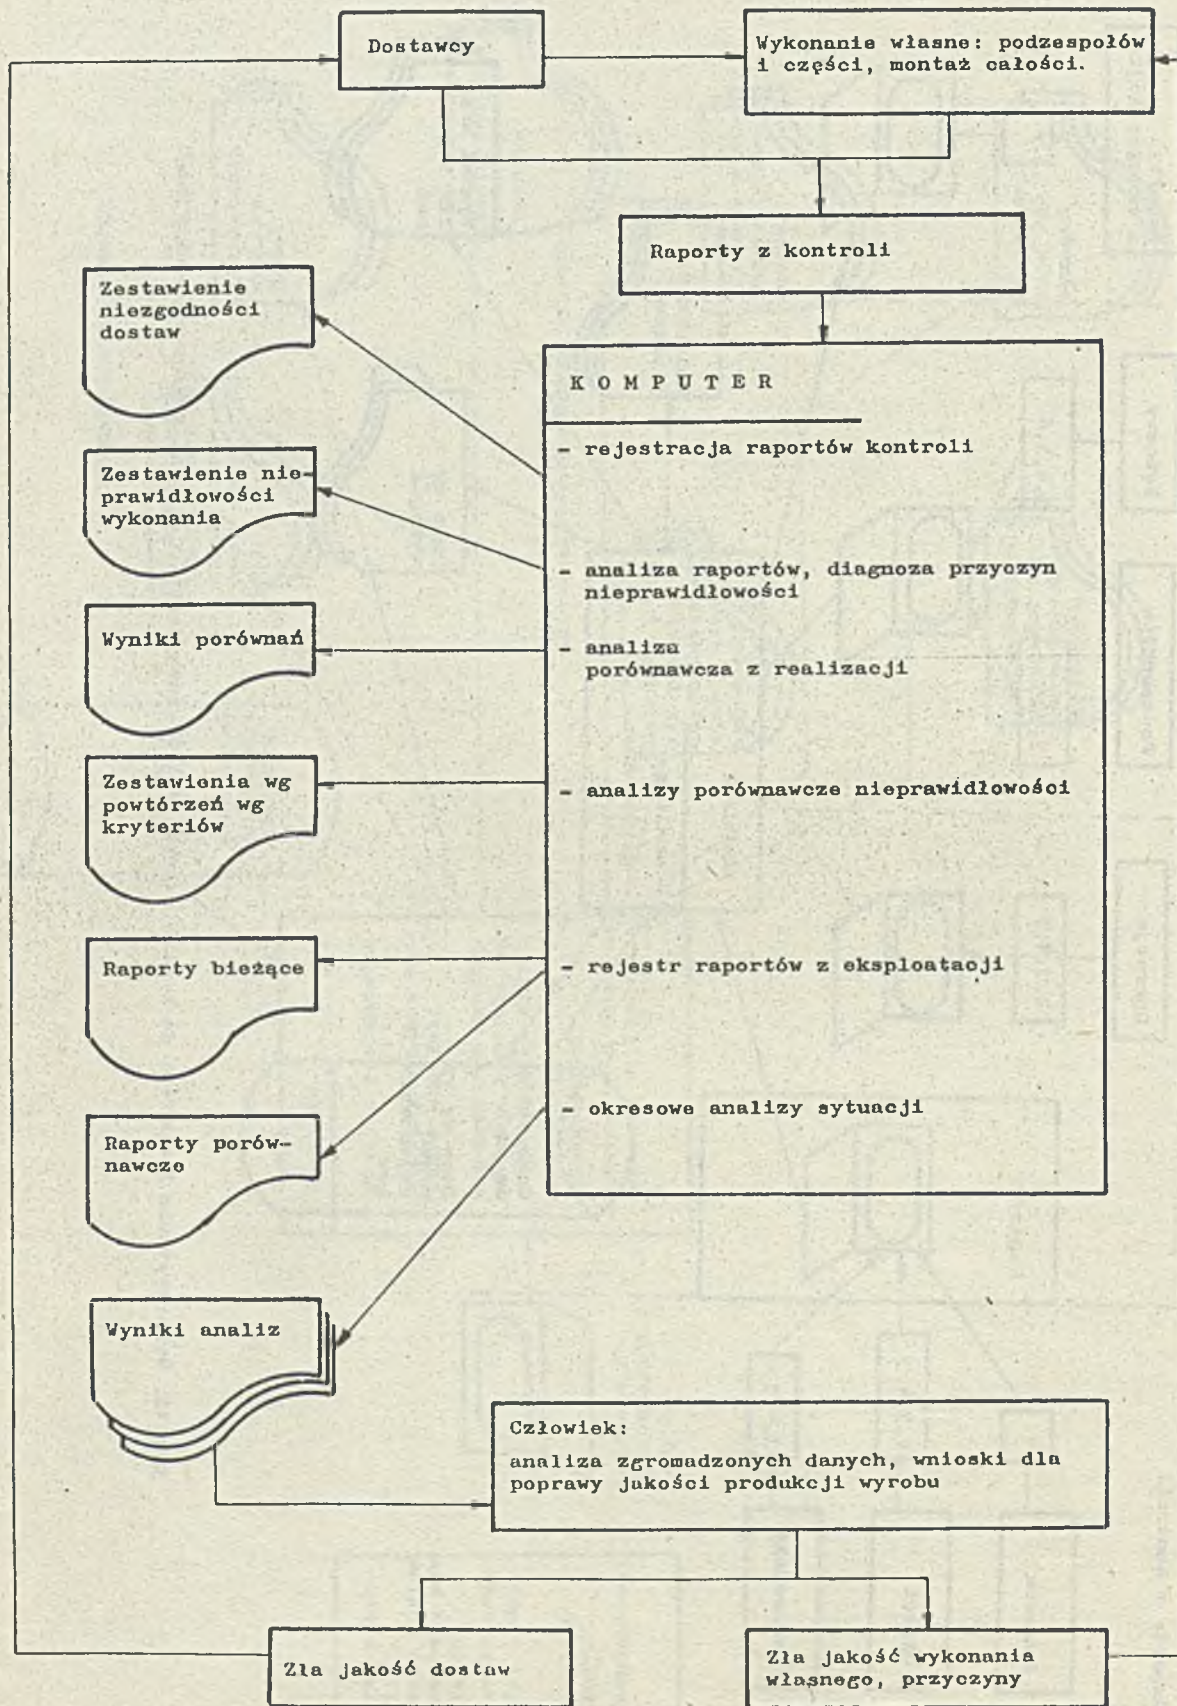 Dostawcy
Wykonanie własne: podzespołów
i części, montaż całości.
Raporty z kontroli
Zestawienie
niezgodności
dostaw
KOMPUTER
- rejestracja raportów kontroli
Zestawienie nie-
prawidłowości
wykonania
- analiza raportów, diagnoza przyczyn
nieprawidłowości
Wyniki porównań
- analiza
porównawcza z realizacji
Zestawienia wg
powtórzeń wg
kryteriów
- analizy porównawcze nieprawidłowości
Raporty bieżące
- rejestr raportów z eksploatacji
Raporty porów-
nawcze
- okresowe analizy sytuacji
Wyniki analiz
Człowiek:
analiza zgromadzonych danych, wnioski dla
poprawy jakości produkcji wyrobu
Zła jakość dostaw
Zła jakość wykonania
własnego, przyczyny